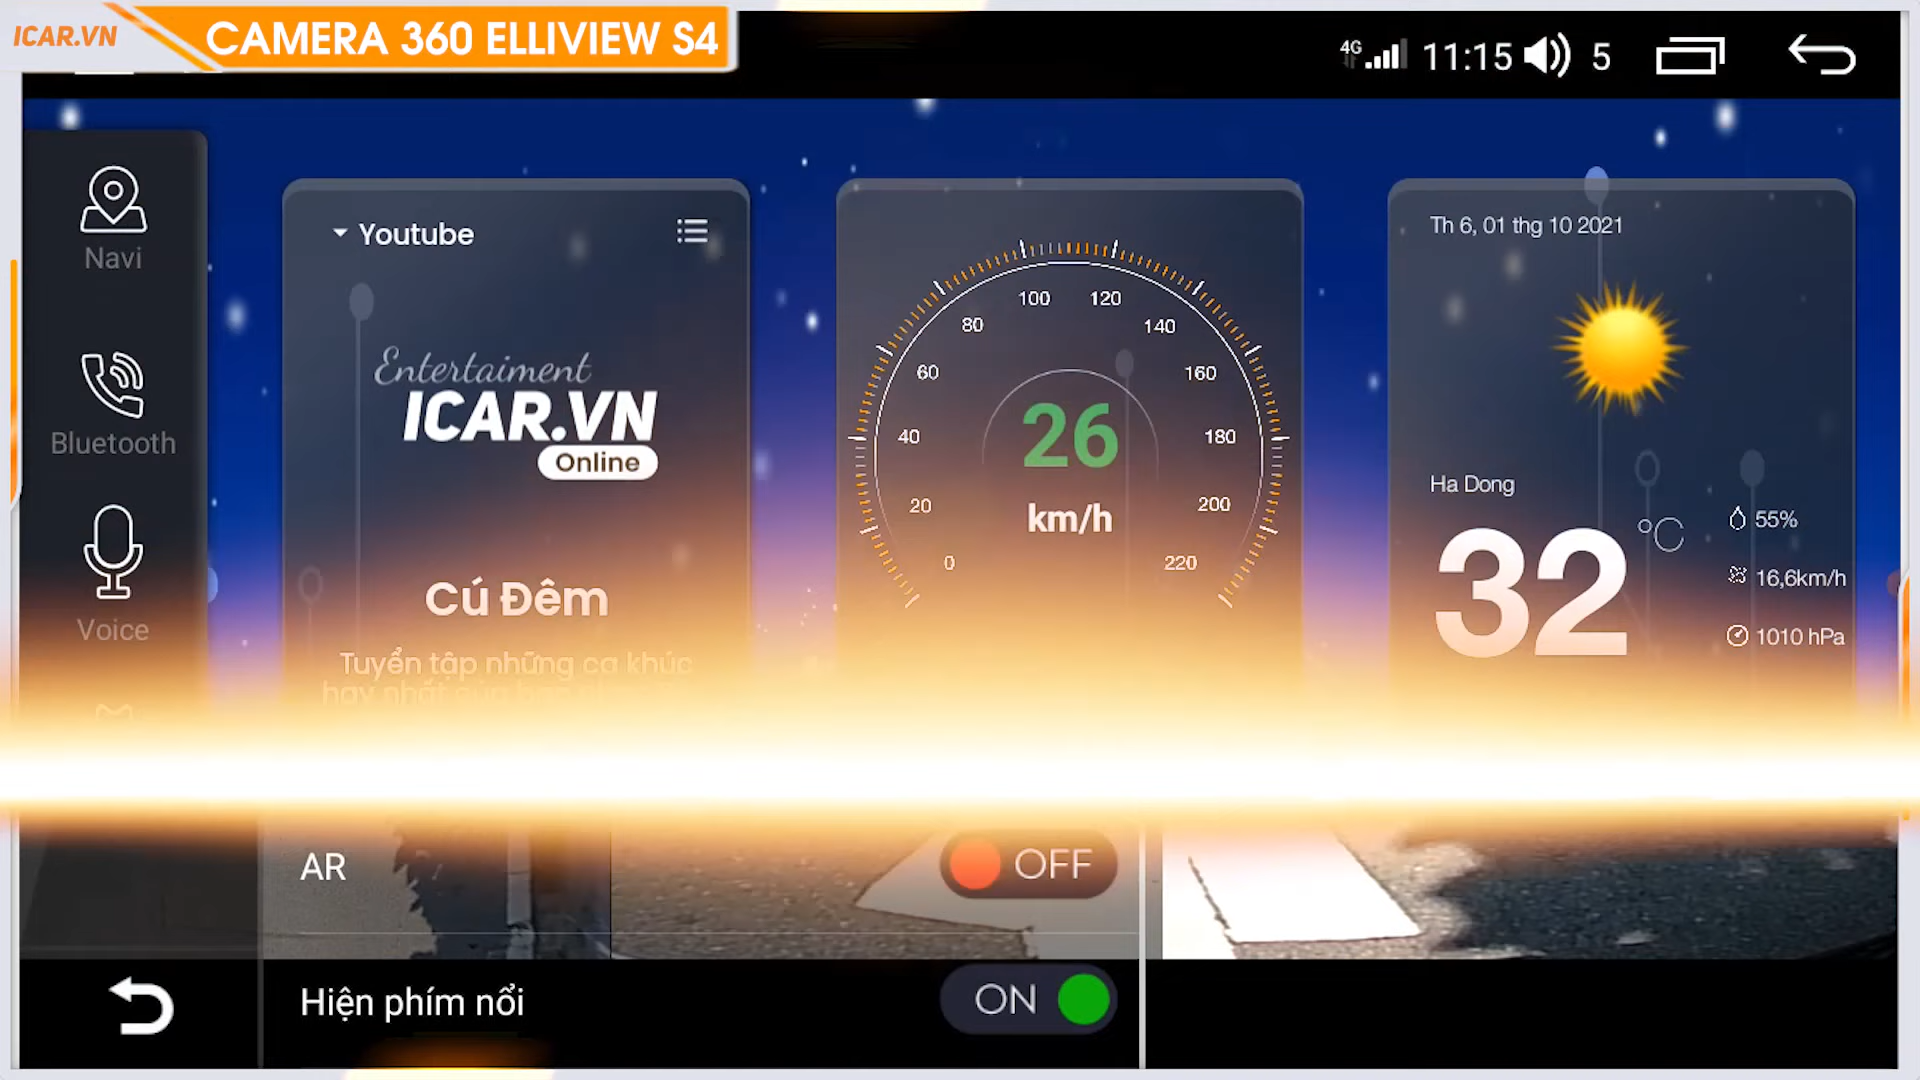 ICAR.VN
CAMERA 360 ELLIVIEW S4
4G
11:15
5
Navi
Bluetooth
Voice
Youtube
Entertaiment
ICAR.VN
Online
Cú Đêm
Tuyển tập những ca khúc
hay nhất của
0
20
40
60
80
100
120
140
160
180
200
220
26
km/h
Th 6, 01 thg 10 2021
Ha Dong
32 °C
55%
16,6km/h
1010 hPa
AR
OFF
Hiện phím nổi
ON